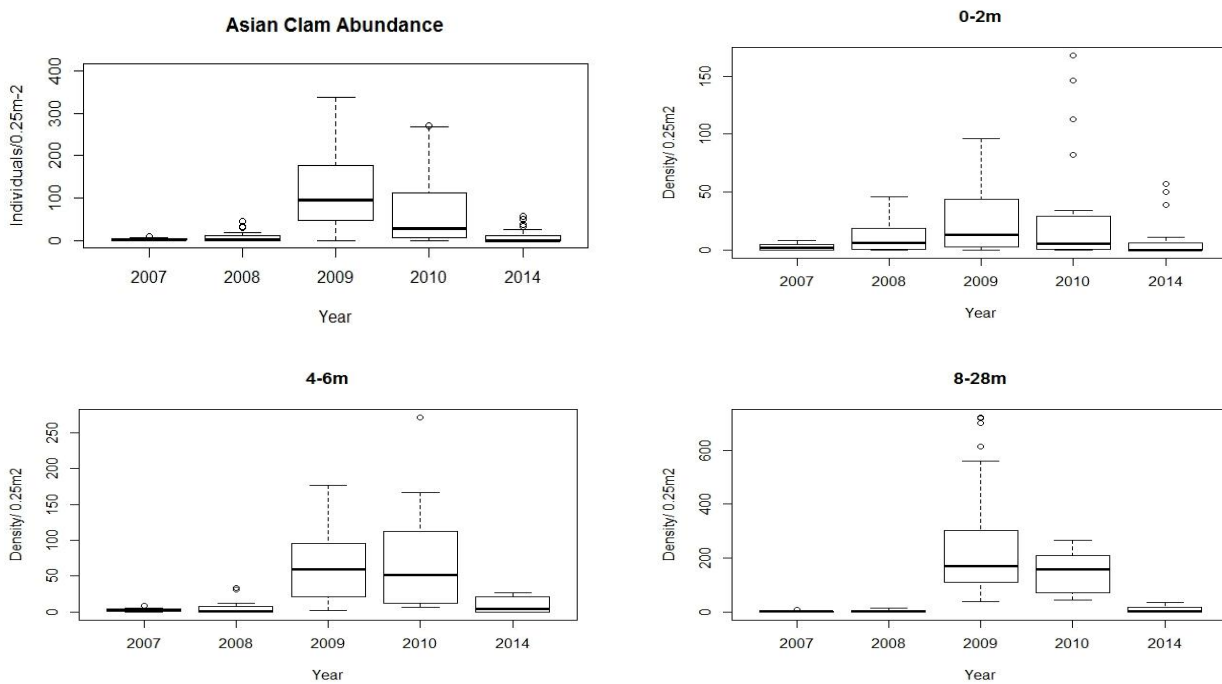 Asian Clam Abundance
Individuals/0.25m-2
400
300
200
100
0
2007 2008 2009 2010 2014
Year
0-2m
Density/ 0.25m2
150
100
50
0
2007 2008 2009 2010 2014
Year
4-6m
Density/ 0.25m2
250
200
150
100
50
0
2007 2008 2009 2010 2014
Year
8-28m
Density/ 0.25m2
600
400
200
0
2007 2008 2009 2010 2014
Year